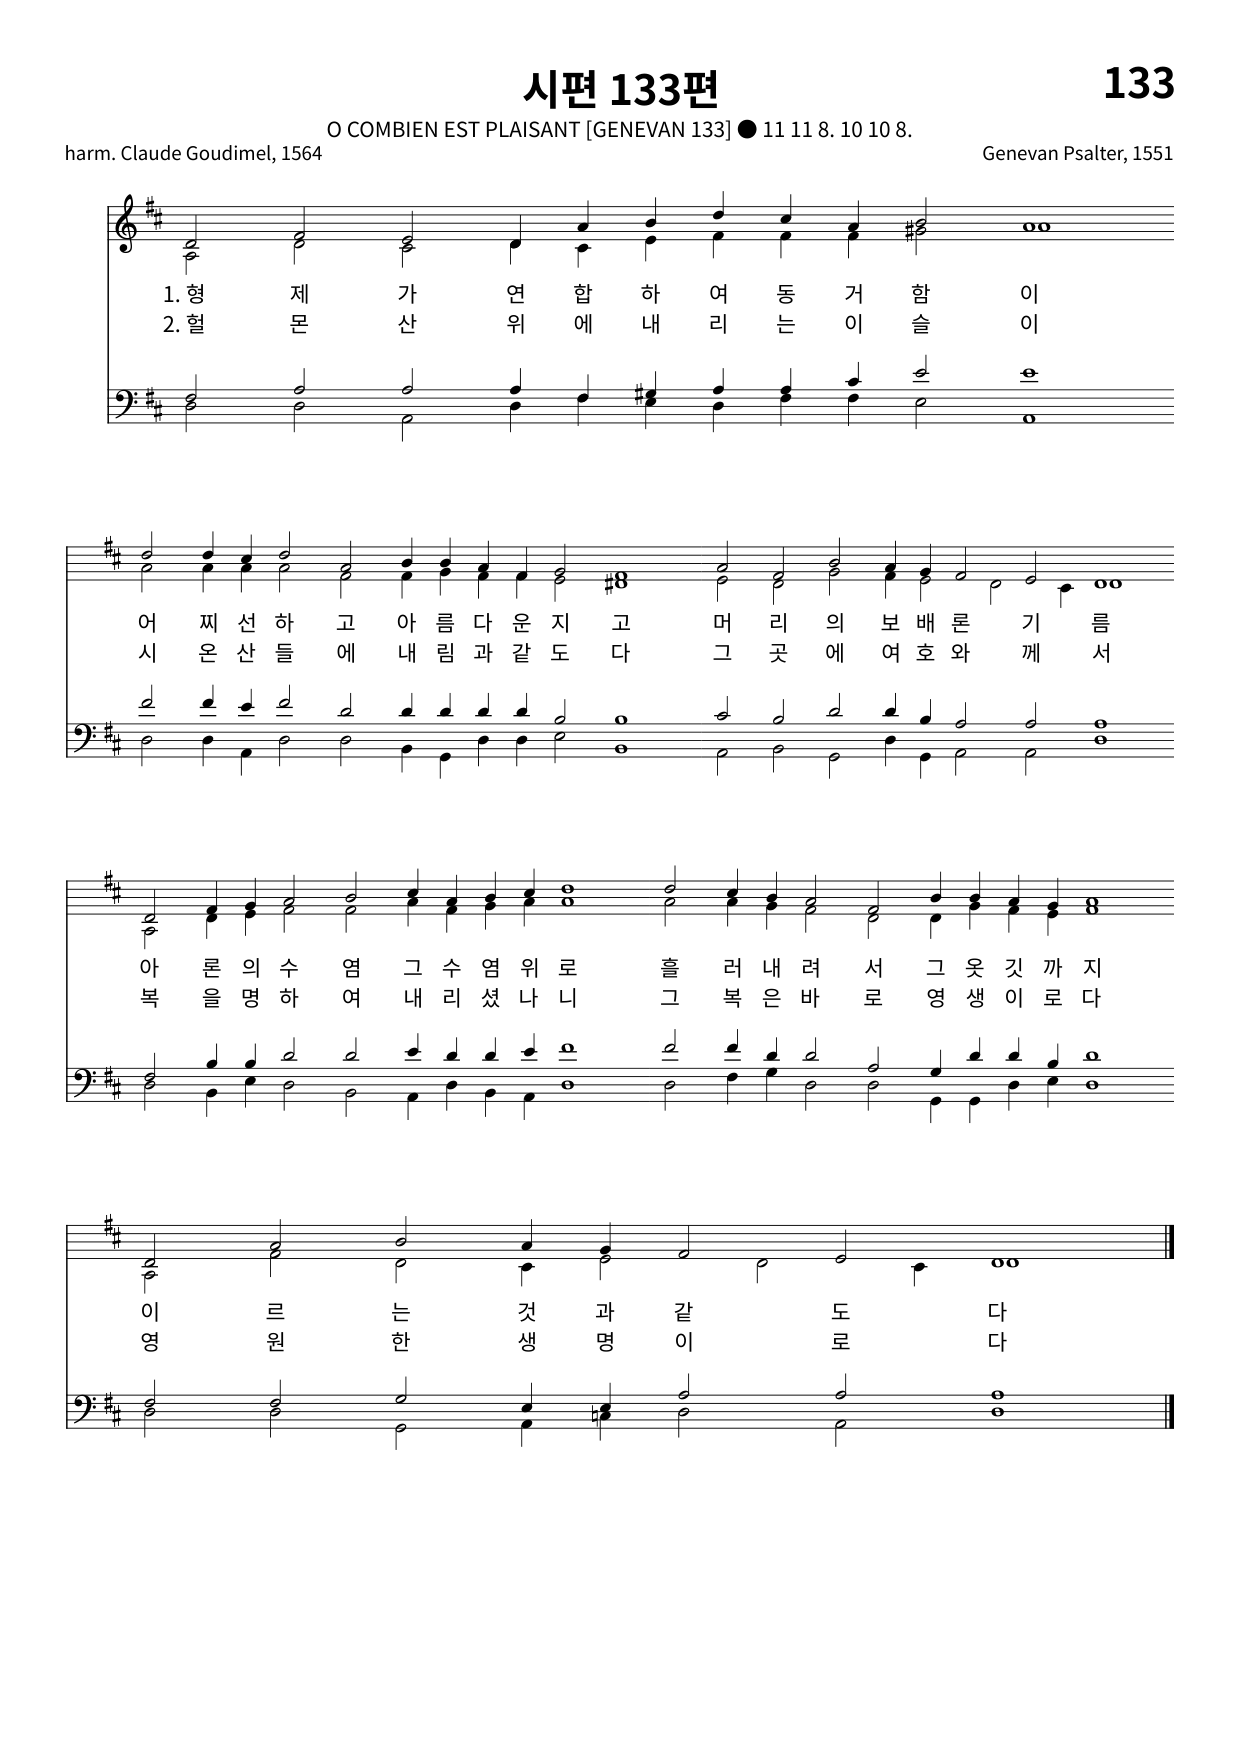 시편 133편
133
O COMBIEN EST PLAISANT [GENEVAN 133] ● 11 11 8. 10 10 8.
harm. Claude Goudimel, 1564
Genevan Psalter, 1551
1. 형 제 가 연 합 하 여 동 거 함 이
2. 헐 몬 산 위 에 내 리 는 이 슬 이
어 찌 선 하 고 아 름 다 운 지 고 머 리 의 보 배 론 기 름
시 온 산 들 에 내 림 과 같 도 다 그 곳 에 여 호 와 께 서
아 론 의 수 염 그 수 염 위 로 흘 러 내 려 서 그 옷 깃 까 지
복 을 명 하 여 내 리 셨 나 니 그 복 은 바 로 영 생 이 로 다
이 르 는 것 과 같 도 다
영 원 한 생 명 이 로 다